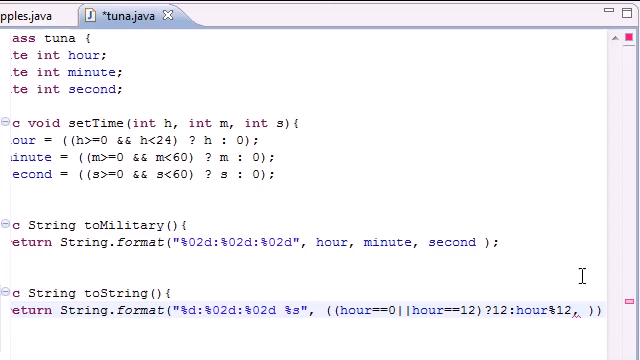 pples.java *tuna.java
ass tuna {
te int hour;
te int minute;
te int second;
c void setTime(int h, int m, int s){
our = ((h>=0 && h<24) ? h : 0);
inute = ((m>=0 && m<60) ? m : 0);
econd = ((s>=0 && s<60) ? s : 0);
c String toMilitary(){
eturn String.format("%02d:%02d:%02d", hour, minute, second );
c String toString(){
eturn String.format("%d:%02d:%02d %s", ((hour==0||hour==12)?12:hour%12, ))